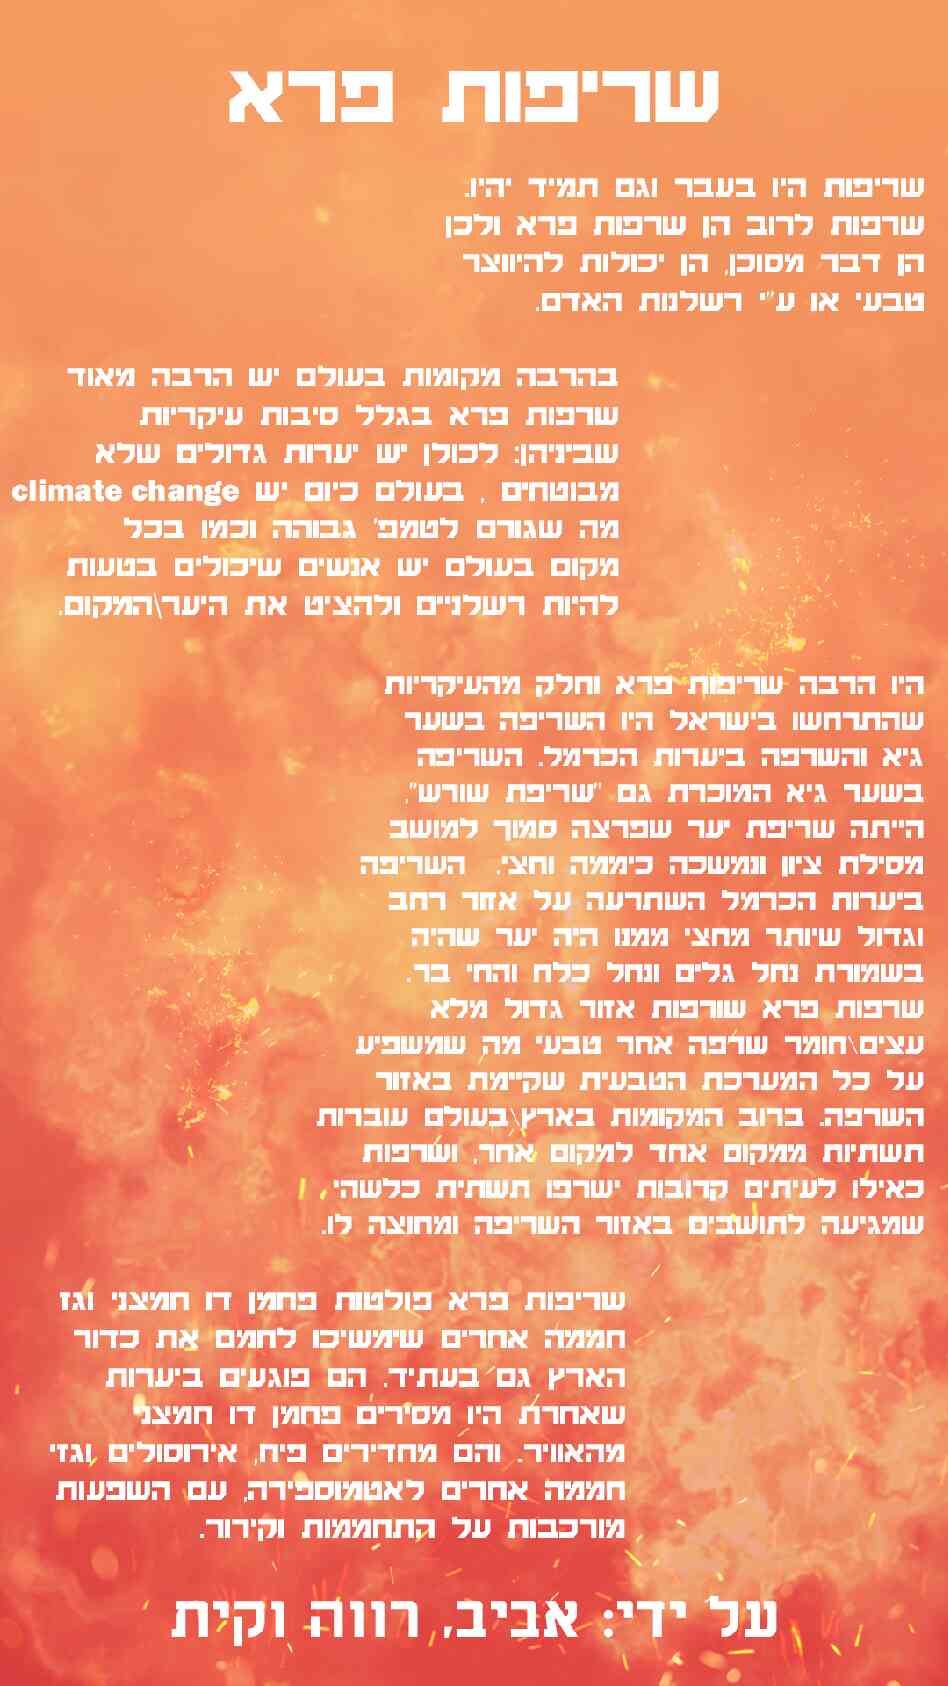 שריפות פרא
שריפות היו בעבר וגם תמיד יהיו.
שרפות לרוב הן שרפות פרא ולכן
הן דבר מסוכן, הן יכולות להיווצר
טבעי או ע"י רשלנות האדם.
בהרבה מקומות בעולם יש הרבה מאוד
שרפות פרא בגלל סיבות עיקריות
שביניהן: לכולן יש יערות גדולים שלא
מבוטחים , בעולם כיום יש climate change
מה שגורם לטמפ' גבוהה וכמו בכל
מקום בעולם יש אנשים שיכולים בטעות
להיות רשלניים ולהצית את היער\המקום.
היו הרבה שריפות פרא וחלק מהעיקריות
שהתרחשו בישראל היו השריפה בשער
גיא והשרפה ביערות הכרמל. השריפה
בשער גיא המוכרת גם "שריפת שורש",
הייתה שריפת יער שפרצה סמוך למושב
מסילת ציון ונמשכה כיממה וחצי. השריפה
ביערות הכרמל השתרעה על אזור רחב
וגדול שיותר מחצי ממנו היה יער שהיה
בשמורת נחל גלים ונחל כלח והחי בר.
שרפות פרא שורפות אזור גדול מלא
עצים\חומר שרפה אחר טבעי מה שמשפיע
על כל המערכת הטבעית שקיימת באזור
השרפה. ברוב המקומות בארץ\בעולם עוברות
תשתיות ממקום אחד למקום אחר, ושרפות
כאילו לעיתים קרובות ישרפו תשתית כלשהי
שמגיעה לתושבים באזור השריפה ומחוצה לו.
שריפות פרא פולטות פחמן דו חמצני וגז
חממה אחרים שימשיכו לחמם את כדור
הארץ גם בעתיד. הם פוגעים ביערות
שאחרת היו מסירים פחמן דו חמצני
מהאוויר. והם מחדירים פיח, אירוסולים וגזי
חממה אחרים לאטמוספירה, עם השפעות
מורכבות על התחממות וקירור.
על ידי: אביב, רווה וקית